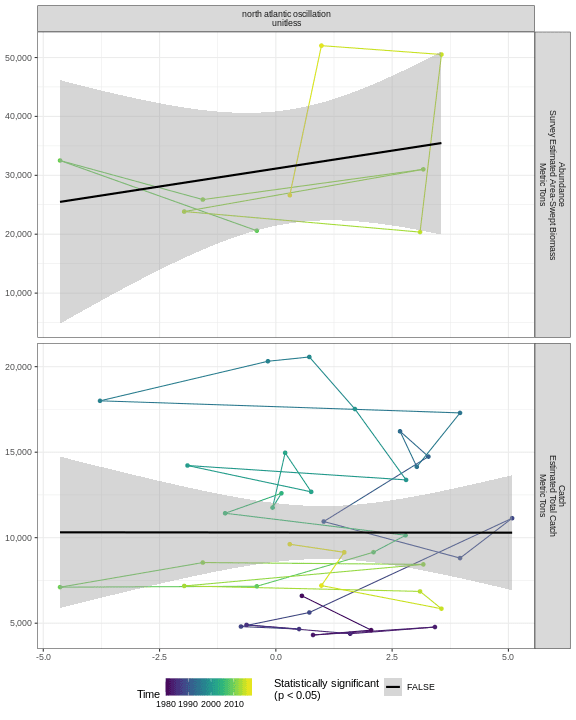 north atlantic oscillation
unitless
50,000
40,000
30,000
20,000
10,000
Abundance
Survey Estimated Area-Swept Biomass
Metric Tons
20,000
15,000
10,000
5,000
Catch
Estimated Total Catch
Metric Tons
-5.0 -2.5 0.0 2.5 5.0
Time
1980 1990 2000 2010
Statistically significant
(p < 0.05)
FALSE